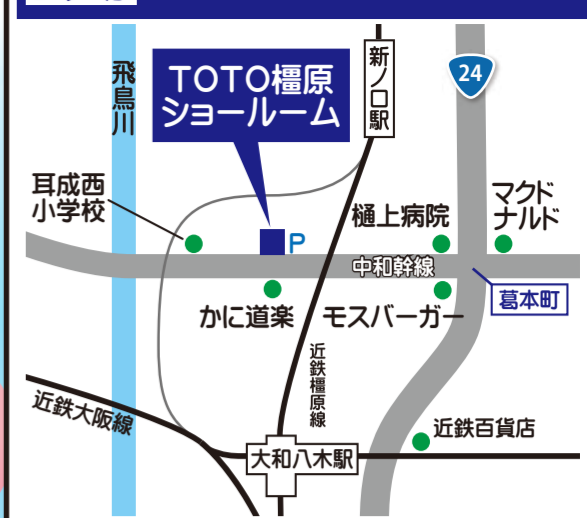 飛鳥川
TOTO橿原
ショールーム
新ノ口駅
24
耳成西
小学校
P
樋上病院
マクド
ナルド
中和幹線
葛本町
かに道楽
モスバーガー
近鉄橿原線
近鉄大阪線
大和八木駅
近鉄百貨店